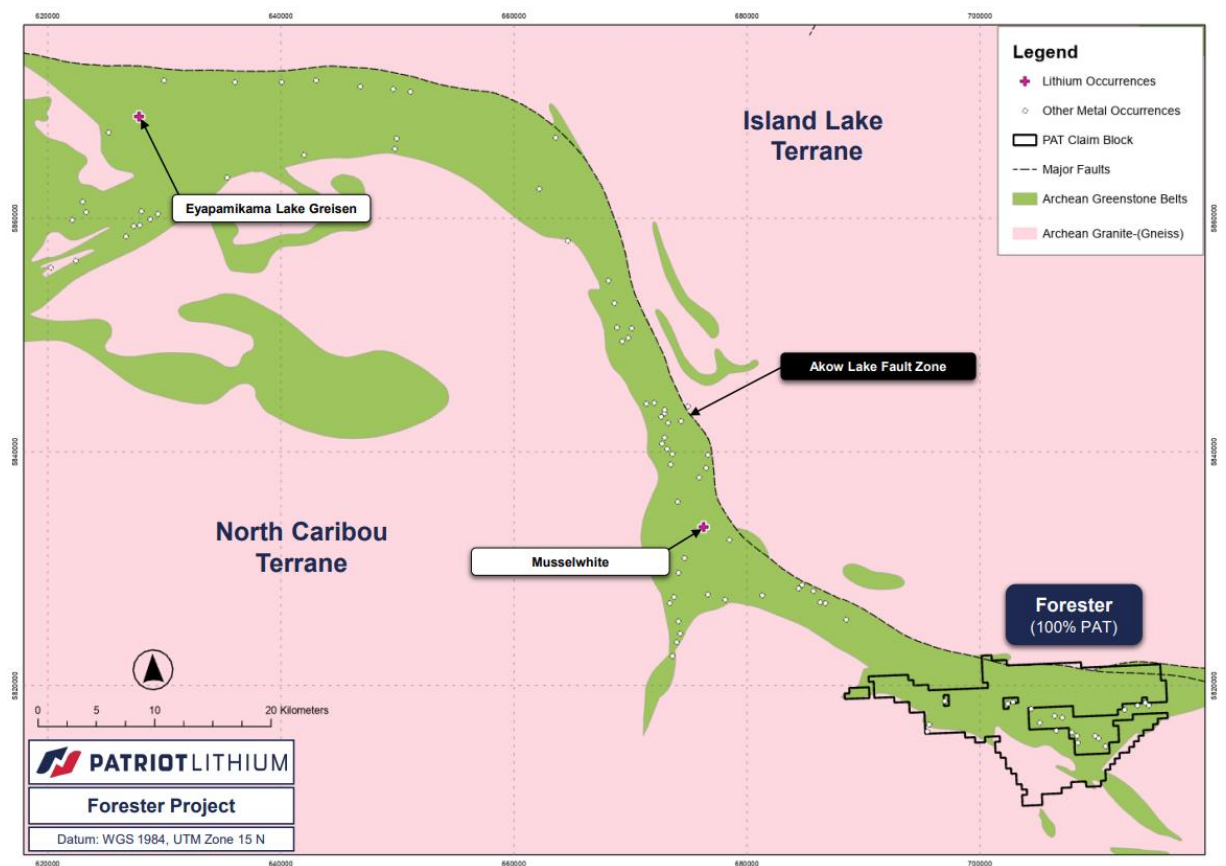 620000
640000
660000
680000
700000
Legend
Lithium Occurrences
Other Metal Occurrences
PAT Claim Block
Major Faults
Archean Greenstone Belts
Archean Granite-(Gneiss)
Island Lake
Terrane
Eyapamikama Lake Greisen
5860000
5860000
Akow Lake Fault Zone
5840000
5840000
North Caribou
Terrane
Musselwhite
Forester
(100% PAT)
5820000
5820000
0 5 10 20 Kilometers
PATRIOT LITHIUM
Forester Project
Datum: WGS 1984, UTM Zone 15 N
620000
640000
660000
680000
700000